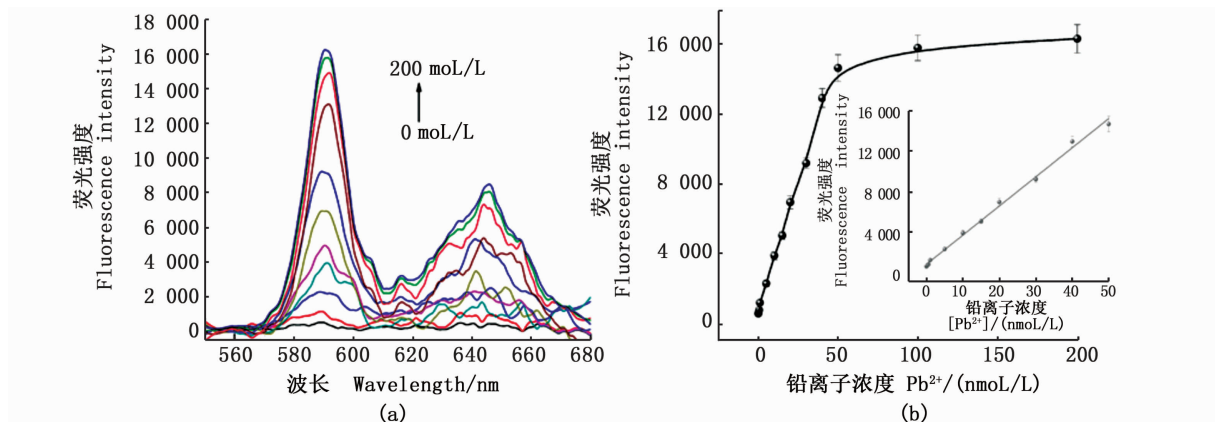 18 000
16 000
14 000
12 000
10 000
8 000
6 000
4 000
2 000
0
荧光强度
Fluorescence intensity
200 moL/L
0 moL/L
560 580 600 620 640 660 680
波长 Wavelength/nm
(a)
16 000
12 000
8 000
4 000
0
荧光强度
Fluorescence intensity
0 50 100 150 200
铅离子浓度 Pb²⁺/(nmoL/L)
(b)
16 000
12 000
8 000
4 000
0
荧光强度
Fluorescence intensity
0 10 20 30 40 50
铅离子浓度
[Pb²⁺]/(nmoL/L)